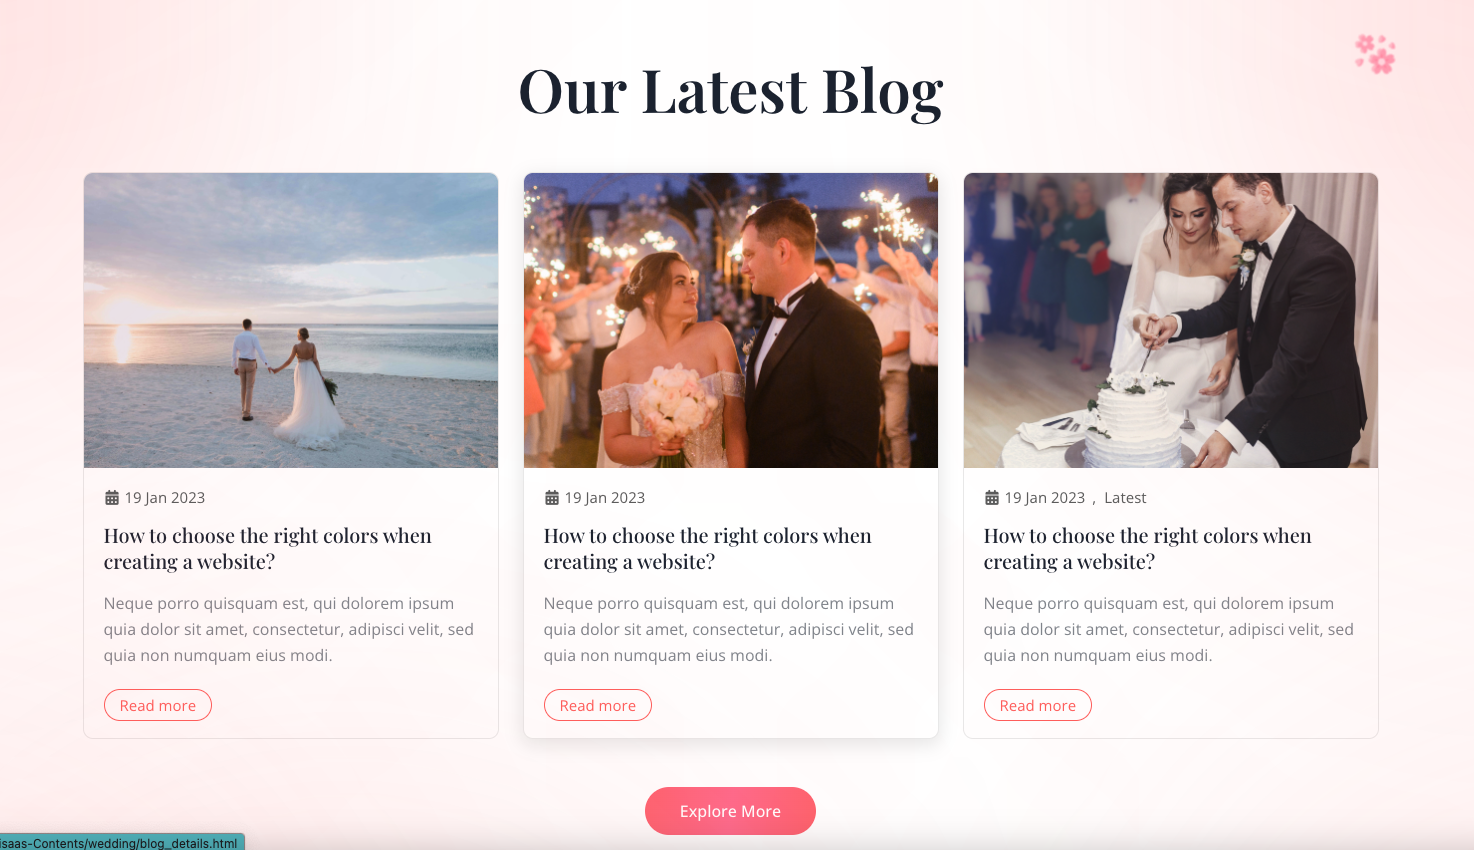 Our Latest Blog
19 Jan 2023
How to choose the right colors when
creating a website?
Neque porro quisquam est, qui dolorem ipsum
quia dolor sit amet, consectetur, adipisci velit, sed
quia non numquam eius modi.
Read more
19 Jan 2023
How to choose the right colors when
creating a website?
Neque porro quisquam est, qui dolorem ipsum
quia dolor sit amet, consectetur, adipisci velit, sed
quia non numquam eius modi.
Read more
19 Jan 2023 , Latest
How to choose the right colors when
creating a website?
Neque porro quisquam est, qui dolorem ipsum
quia dolor sit amet, consectetur, adipisci velit, sed
quia non numquam eius modi.
Read more
Explore More
isaas-Contents/wedding/blog_details.html